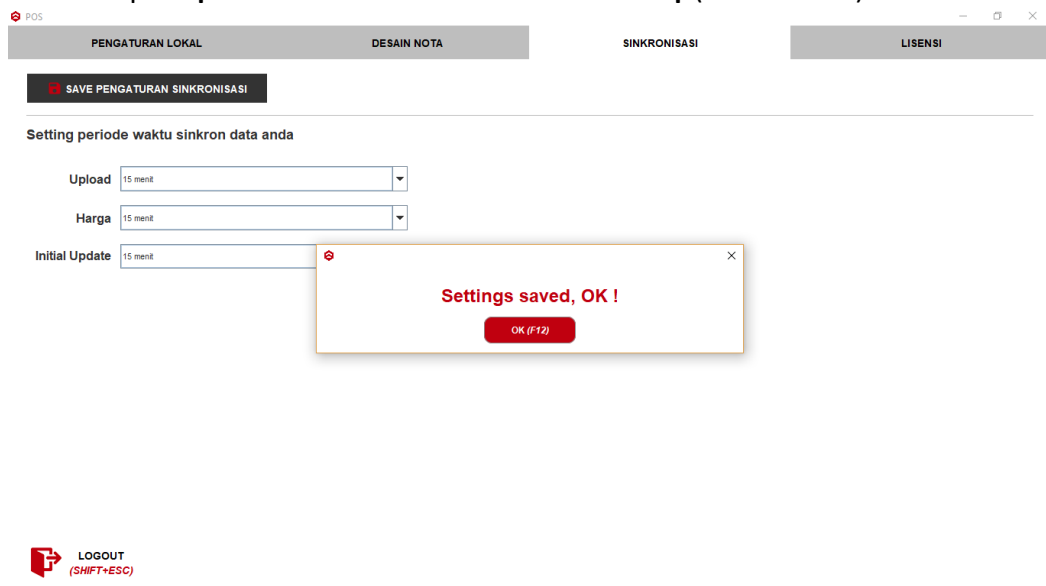 POS
PENGATURAN LOKAL DESAIN NOTA SINKRONISASI LISENSI
SAVE PENGATURAN SINKRONISASI
Setting periode waktu sinkron data anda
Upload 15 menit
Harga 15 menit
Initial Update 15 menit
Settings saved, OK !
OK (F12)
LOGOUT
(SHIFT+ESC)